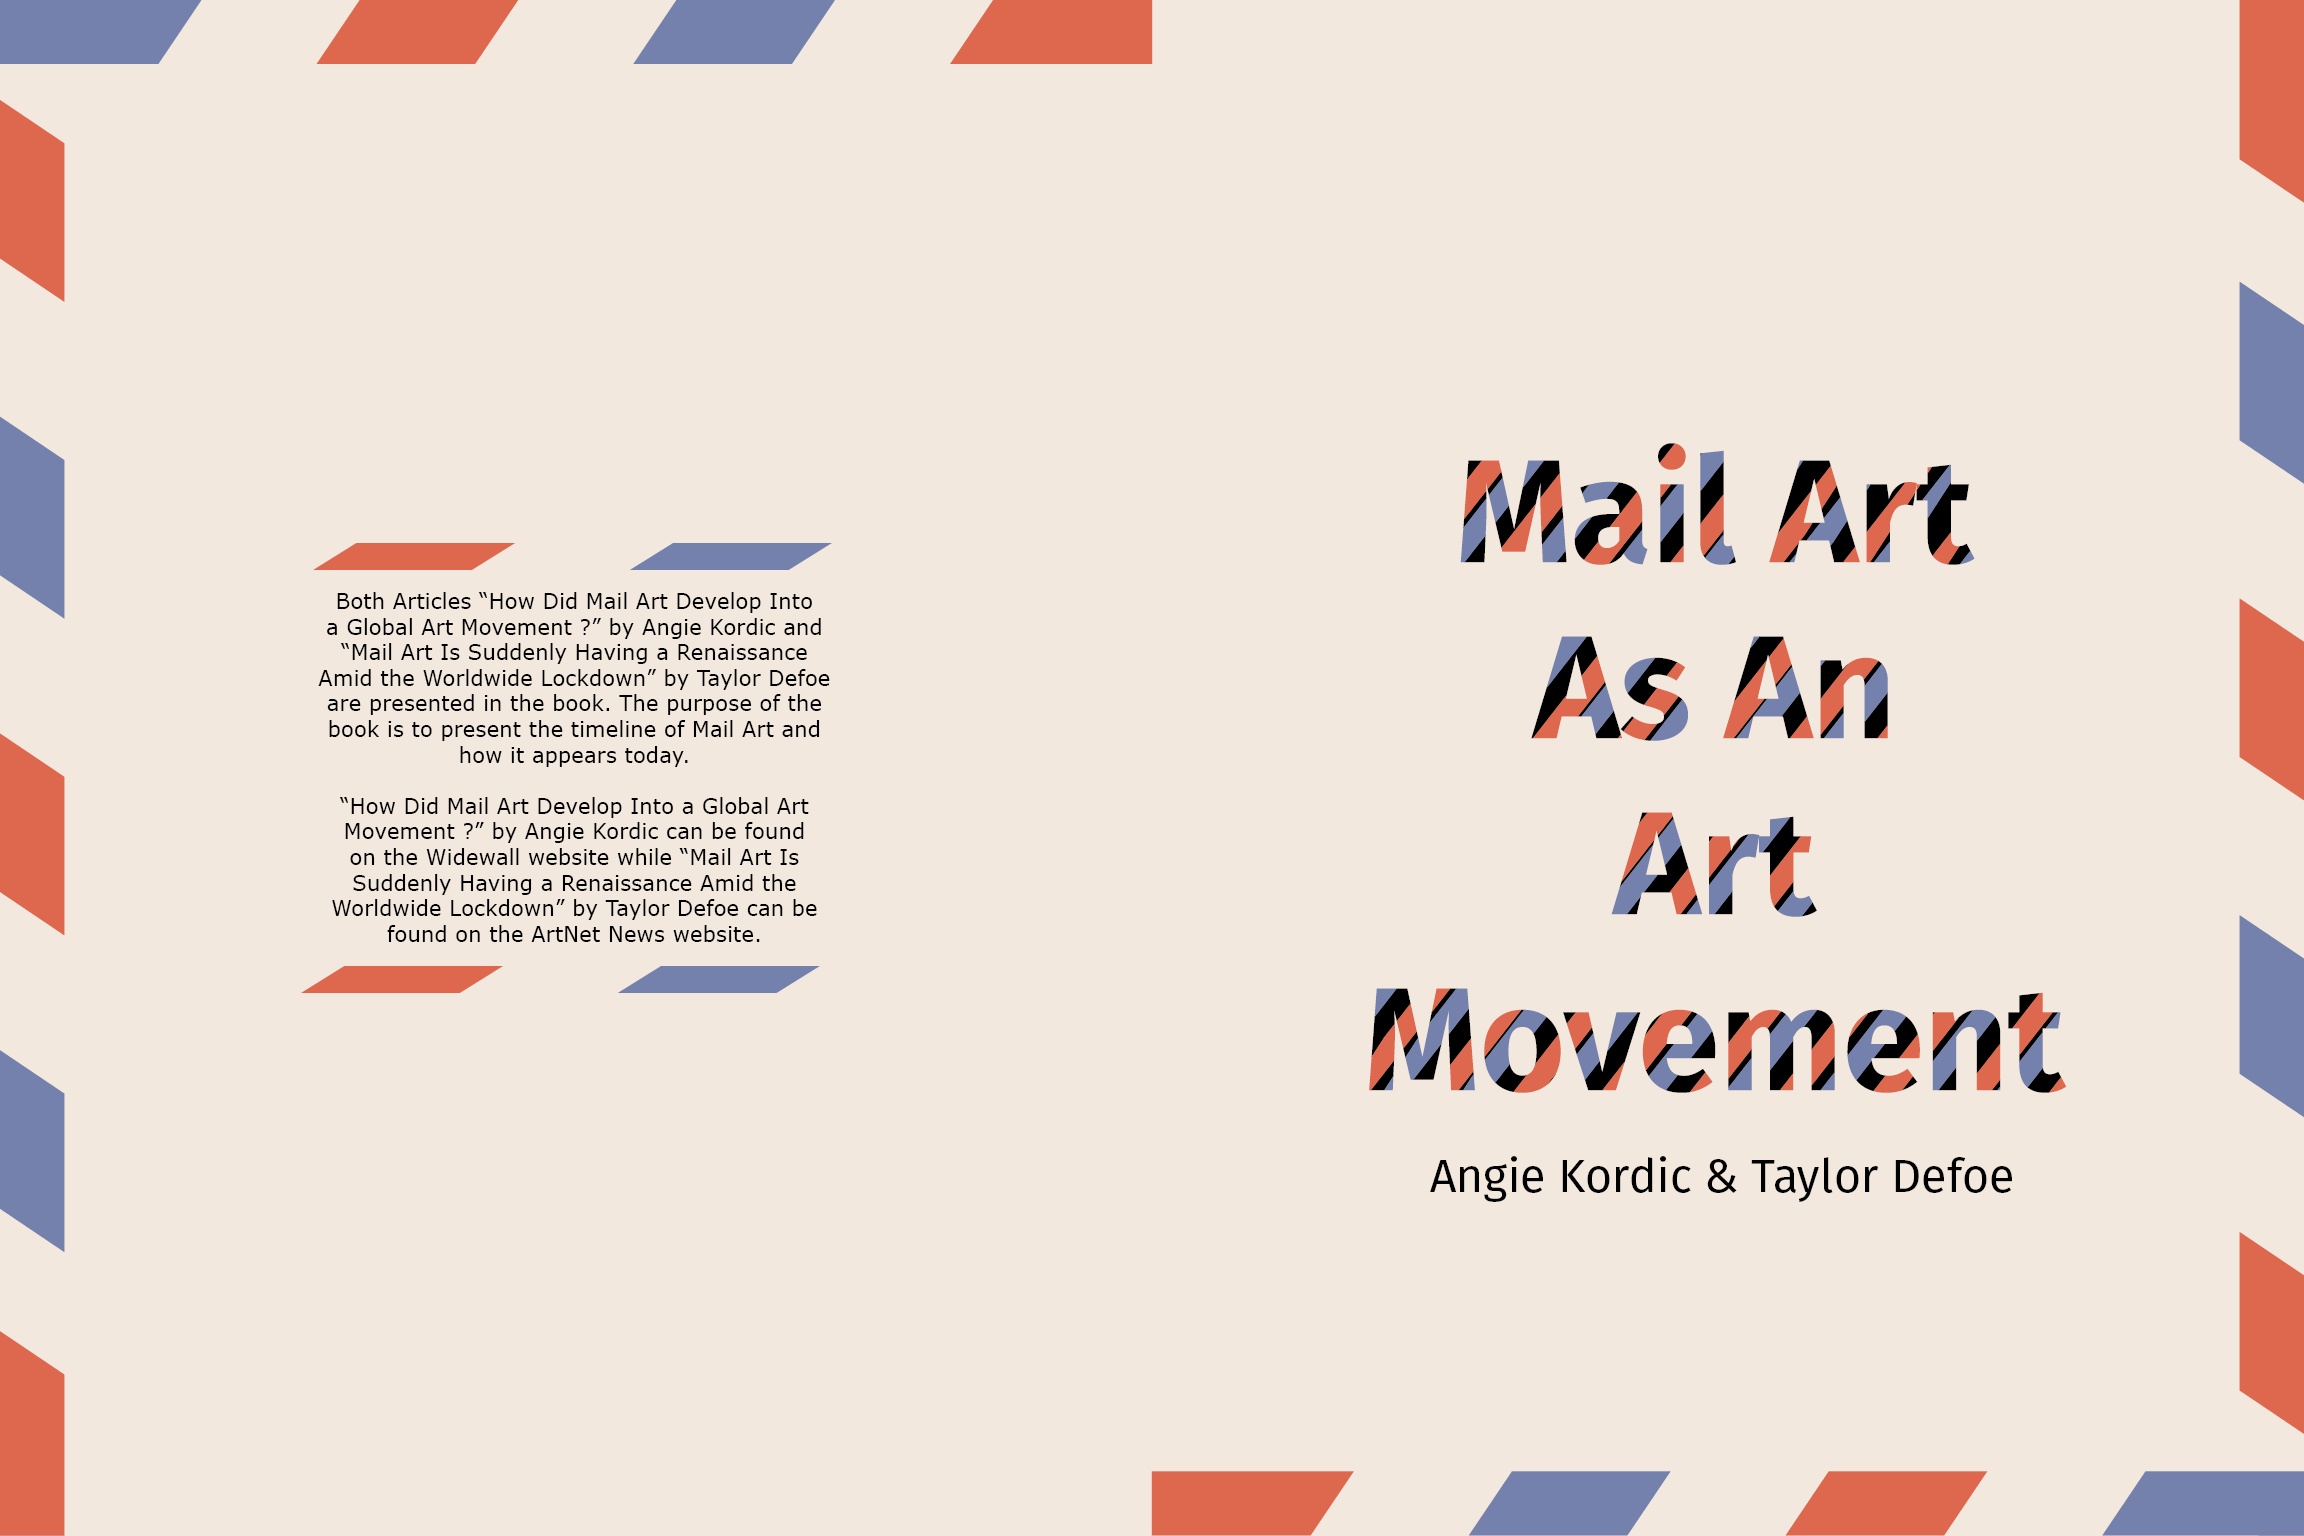 Both Articles “How Did Mail Art Develop Into
a Global Art Movement ?” by Angie Kordic and
“Mail Art Is Suddenly Having a Renaissance
Amid the Worldwide Lockdown” by Taylor Defoe
are presented in the book. The purpose of the
book is to present the timeline of Mail Art and
how it appears today.
“How Did Mail Art Develop Into a Global Art
Movement ?” by Angie Kordic can be found
on the Widewall website while “Mail Art Is
Suddenly Having a Renaissance Amid the
Worldwide Lockdown” by Taylor Defoe can be
found on the ArtNet News website.
Mail Art
As An
Art
Movement
Angie Kordic & Taylor Defoe